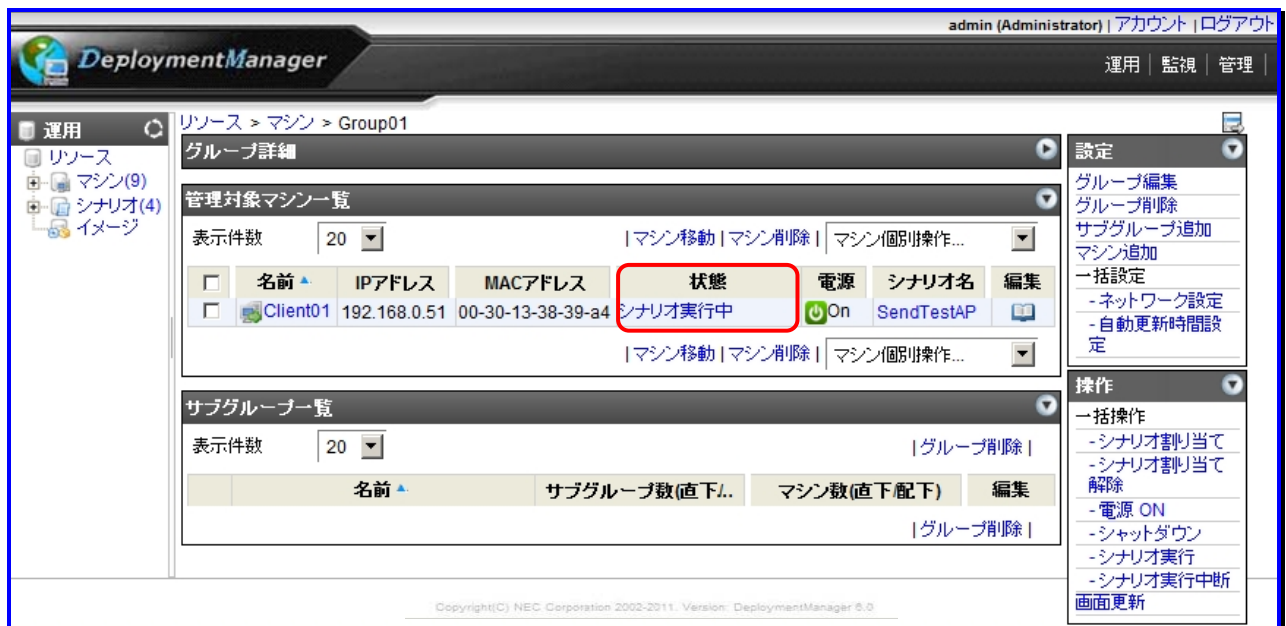 admin (Administrator) | アカウント | ログアウト
DeploymentManager
運用 | 監視 | 管理 |
運用
リソース
マシン(9)
シナリオ(4)
イメージ
リソース > マシン > Group01
グループ詳細
管理対象マシン一覧
表示件数 20 | マシン移動 | マシン削除 | マシン個別操作...
名前 IPアドレス MACアドレス 状態 電源 シナリオ名 編集
Client01 192.168.0.51 00-30-13-38-39-a4 シナリオ実行中 On SendTestAP
| マシン移動 | マシン削除 | マシン個別操作...
サブグループ一覧
表示件数 20 | グループ削除 |
名前 サブグループ数(直下/.. マシン数(直下/配下) 編集
| グループ削除 |
設定
グループ編集
グループ削除
サブグループ追加
マシン追加
一括設定
- ネットワーク設定
- 自動更新時間設
定
操作
一括操作
- シナリオ割り当て
- シナリオ割り当て
解除
- 電源 ON
- シャットダウン
- シナリオ実行
- シナリオ実行中断
画面更新
Copyright(C) NEC Corporation 2002-2011. Version: DeploymentManager 6.0